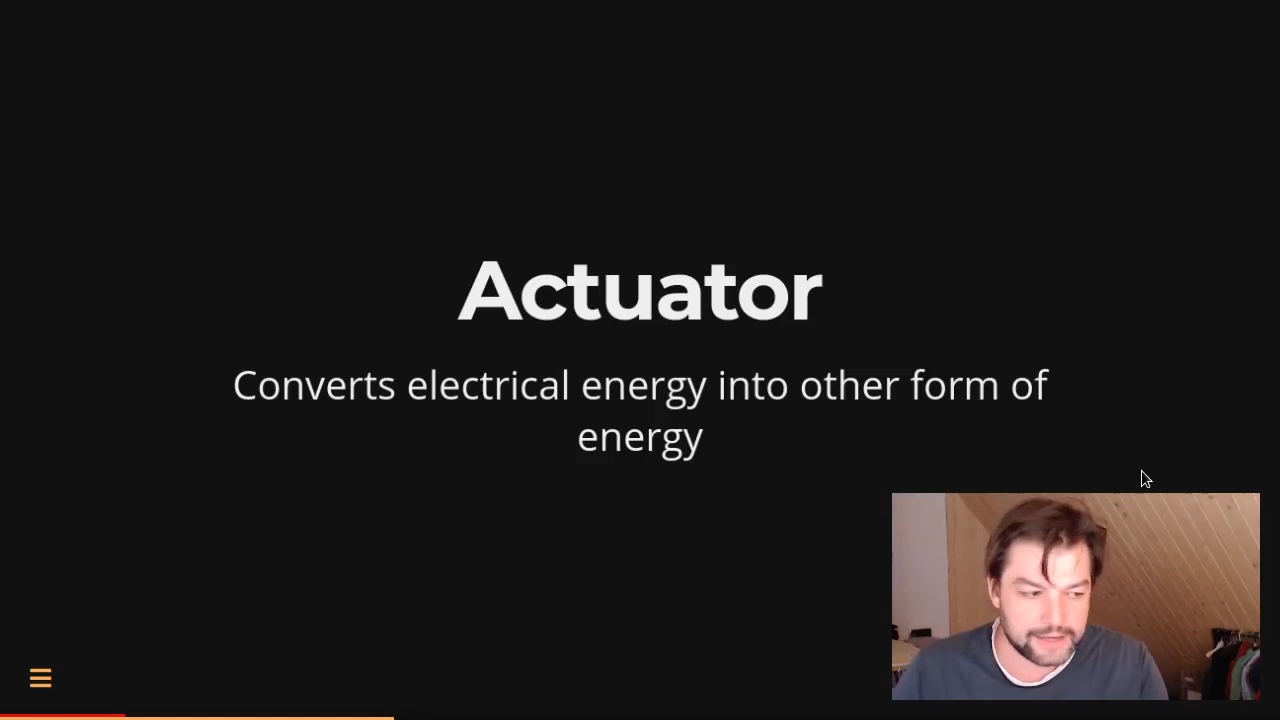 Actuator
Converts electrical energy into other form of
energy